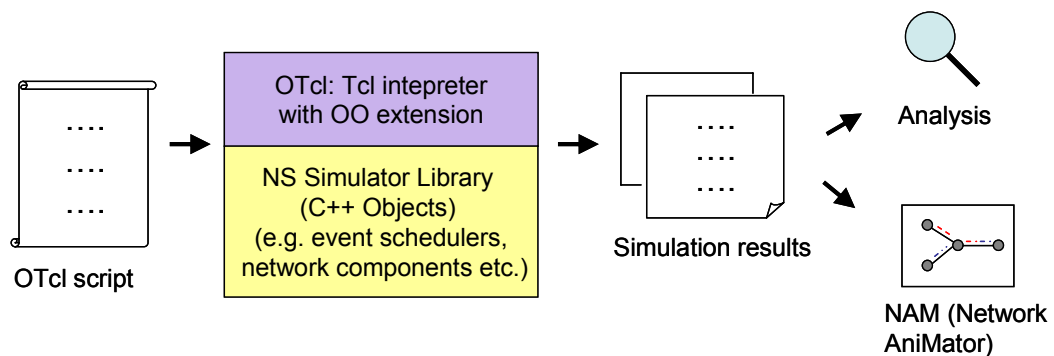 OTcl script
OTcl: Tcl intepreter
with OO extension
NS Simulator Library
(C++ Objects)
(e.g. event schedulers,
network components etc.)
Simulation results
Analysis
NAM (Network
AniMator)